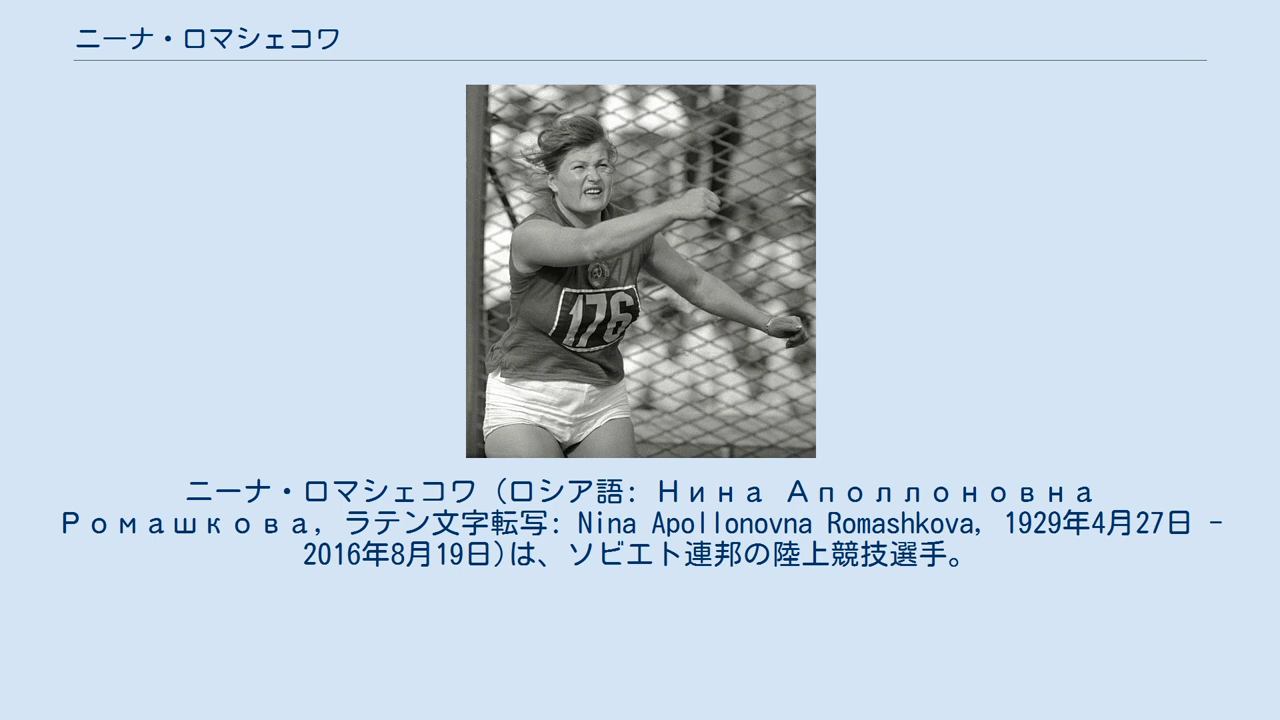 ニーナ・ロマシェコワ
176
ニーナ・ロマシェコワ (ロシア語: Нина Аполлоновна
Ромашкова, ラテン文字転写: Nina Apollonovna Romashkova, 1929年4月27日 -
2016年8月19日)は、ソビエト連邦の陸上競技選手。